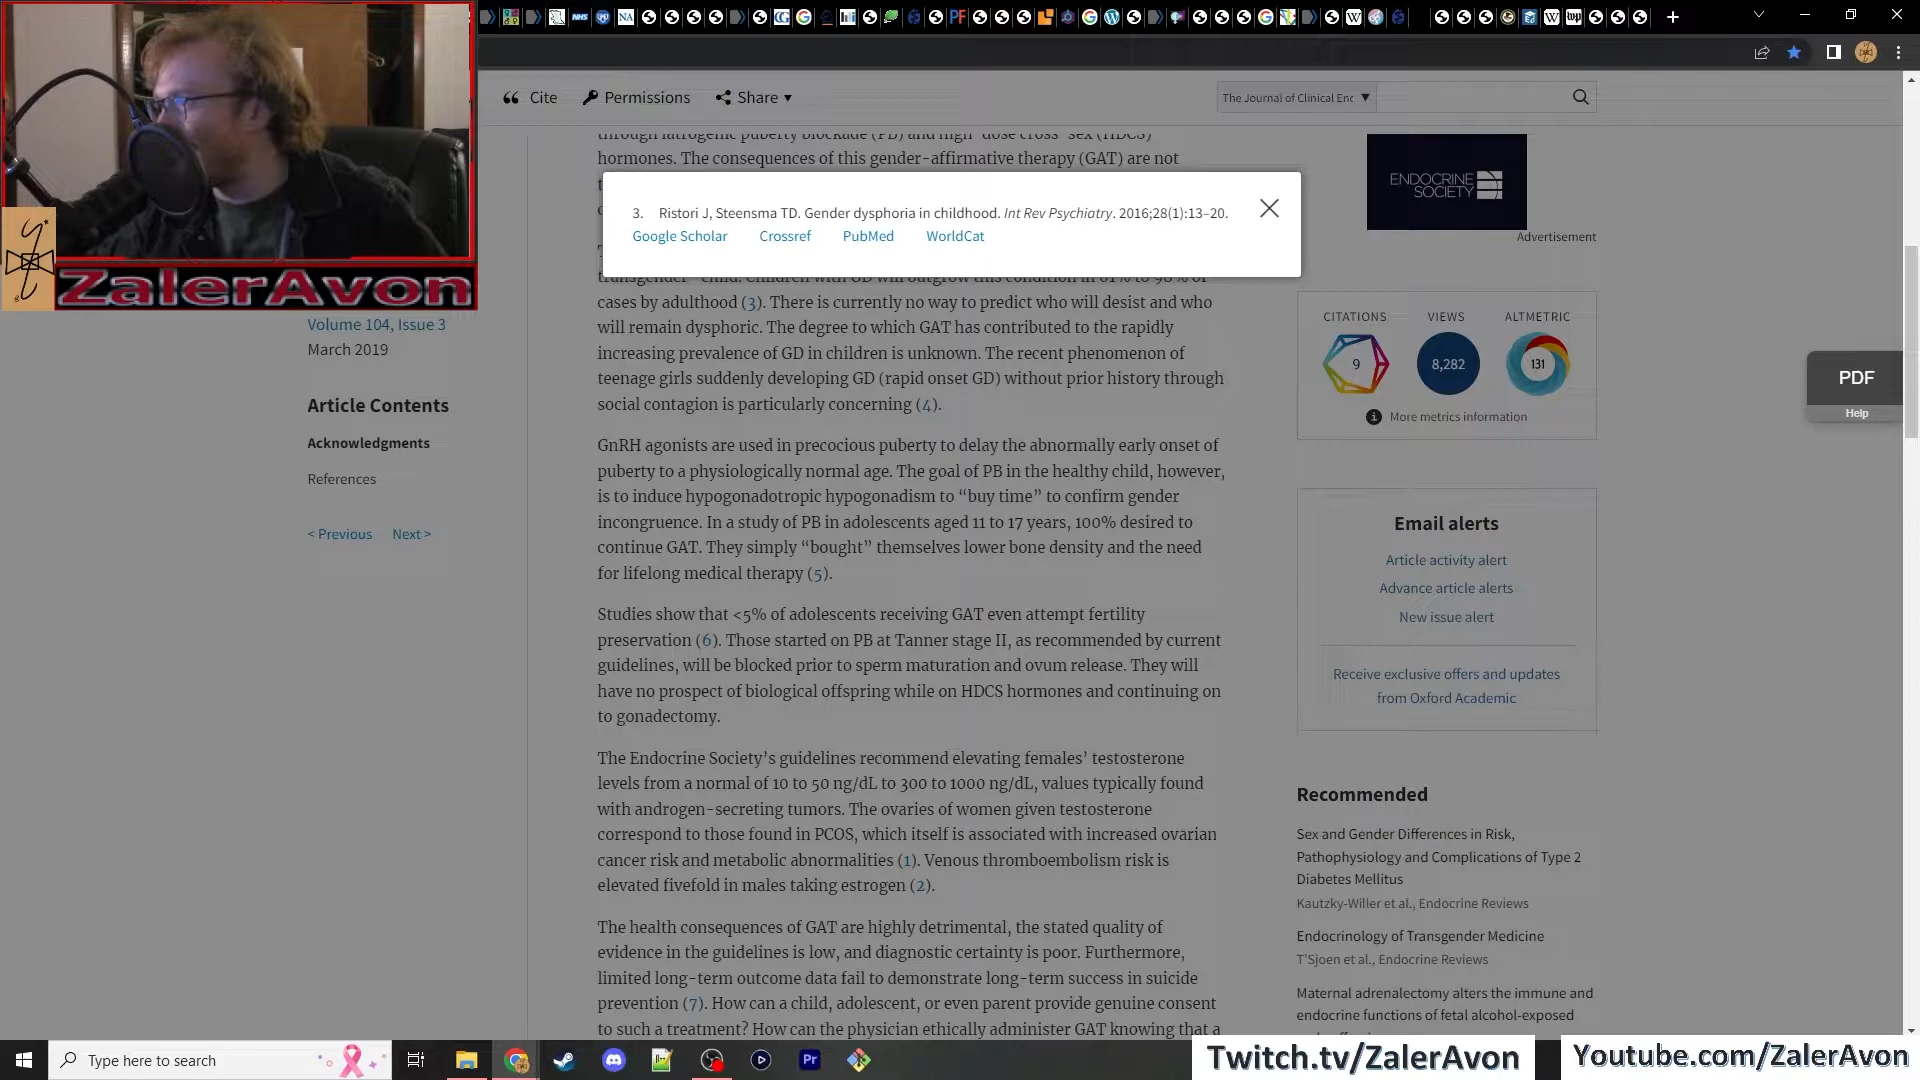 Cite
Permissions
Share
The Journal of Clinical Enc
through iatrogenic puberty blockade (PB) and high-dose cross-sex (HDCS)
hormones. The consequences of this gender-affirmative therapy (GAT) are not
3. Ristori J, Steensma TD. Gender dysphoria in childhood. Int Rev Psychiatry. 2016;28(1):13–20.
Google Scholar Crossref PubMed WorldCat
cases by adulthood (3). There is currently no way to predict who will desist and who
will remain dysphoric. The degree to which GAT has contributed to the rapidly
increasing prevalence of GD in children is unknown. The recent phenomenon of
teenage girls suddenly developing GD (rapid onset GD) without prior history through
social contagion is particularly concerning (4).
GnRH agonists are used in precocious puberty to delay the abnormally early onset of
puberty to a physiologically normal age. The goal of PB in the healthy child, however,
is to induce hypogonadotropic hypogonadism to “buy time” to confirm gender
incongruence. In a study of PB in adolescents aged 11 to 17 years, 100% desired to
continue GAT. They simply “bought” themselves lower bone density and the need
for lifelong medical therapy (5).
Studies show that <5% of adolescents receiving GAT even attempt fertility
preservation (6). Those started on PB at Tanner stage II, as recommended by current
guidelines, will be blocked prior to sperm maturation and ovum release. They will
have no prospect of biological offspring while on HDCS hormones and continuing on
to gonadectomy.
The Endocrine Society’s guidelines recommend elevating females’ testosterone
levels from a normal of 10 to 50 ng/dL to 300 to 1000 ng/dL, values typically found
with androgen-secreting tumors. The ovaries of women given testosterone
correspond to those found in PCOS, which itself is associated with increased ovarian
cancer risk and metabolic abnormalities (1). Venous thromboembolism risk is
elevated fivefold in males taking estrogen (2).
The health consequences of GAT are highly detrimental, the stated quality of
evidence in the guidelines is low, and diagnostic certainty is poor. Furthermore,
limited long-term outcome data fail to demonstrate long-term success in suicide
prevention (7). How can a child, adolescent, or even parent provide genuine consent
to such a treatment? How can the physician ethically administer GAT knowing that a
ZalerAvon
Volume 104, Issue 3
March 2019
Article Contents
Acknowledgments
References
< Previous Next >
ENDOCRINE
SOCIETY
Advertisement
CITATIONS VIEWS ALTMETRIC
9 8,282 131
More metrics information
PDF
Help
Email alerts
Article activity alert
Advance article alerts
New issue alert
Receive exclusive offers and updates
from Oxford Academic
Recommended
Sex and Gender Differences in Risk,
Pathophysiology and Complications of Type 2
Diabetes Mellitus
Kautzky-Willer et al., Endocrine Reviews
Endocrinology of Transgender Medicine
T’Sjoen et al., Endocrine Reviews
Maternal adrenalectomy alters the immune and
endocrine functions of fetal alcohol-exposed
Type here to search
Pr
Twitch.tv/ZalerAvon
Youtube.com/ZalerAvon